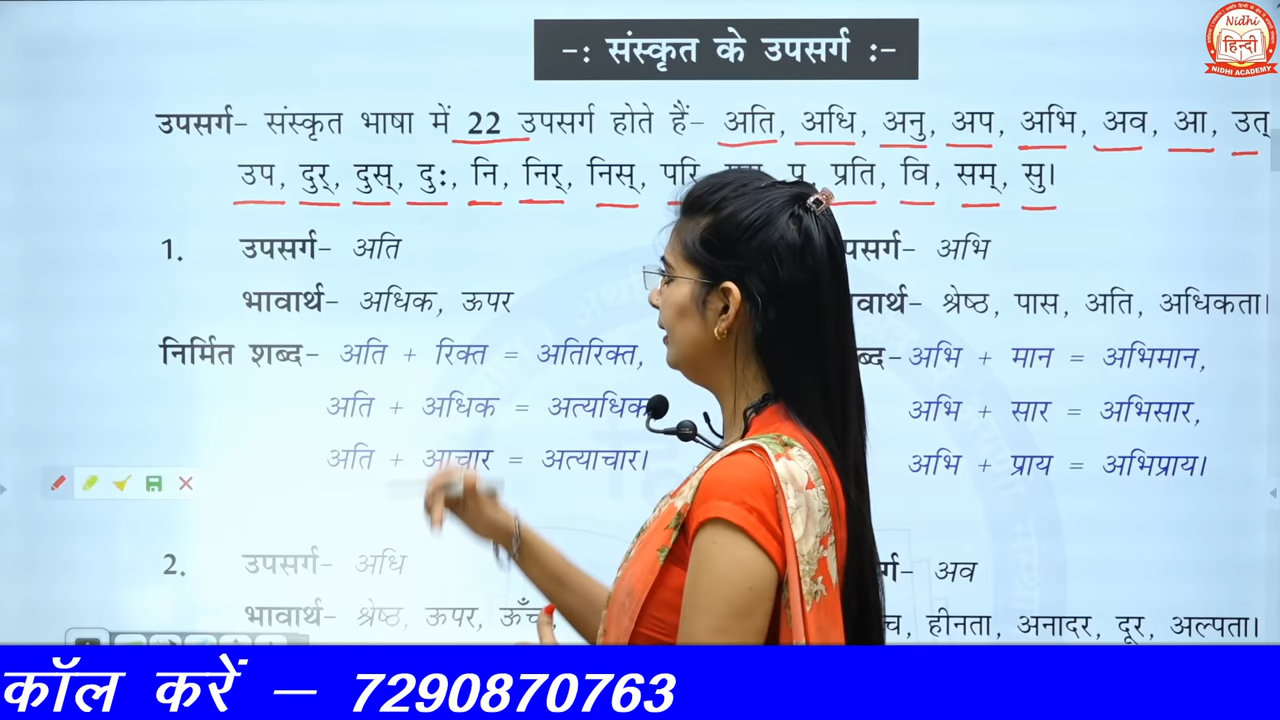 -: संस्कृत के उपसर्ग :-
Nidhi
हिन्दी
NIDHI ACADEMY
उपसर्ग- संस्कृत भाषा में 22 उपसर्ग होते हैं- अति, अधि, अनु, अप, अभि, अव, आ, उत्
उप, दुर्, दुस्, दुः, नि, निर्, निस्, परि प्र, प्रति, वि, सम्, सु।
1. उपसर्ग- अति
भावार्थ- अधिक, ऊपर
निर्मित शब्द- अति + रिक्त = अतिरिक्त,
अति + अधिक = अत्यधिक
अति + आचार = अत्याचार।
पसर्ग- अभि
वार्थ- श्रेष्ठ, पास, अति, अधिकता।
ब्द- अभि + मान = अभिमान,
अभि + सार = अभिसार,
अभि + प्राय = अभिप्राय।
2. उपसर्ग- अधि
भावार्थ- श्रेष्ठ, ऊपर, ऊँच
र्ग- अव
च, हीनता, अनादर, दूर, अल्पता।
कॉल करें – 7290870763